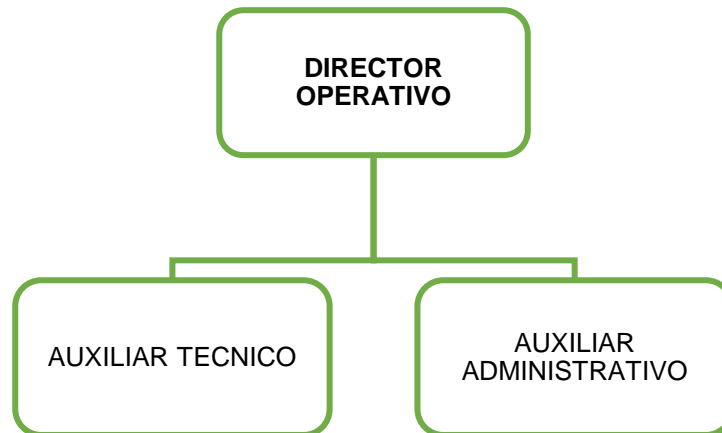 DIRECTOR
OPERATIVO
AUXILIAR TECNICO
AUXILIAR
ADMINISTRATIVO